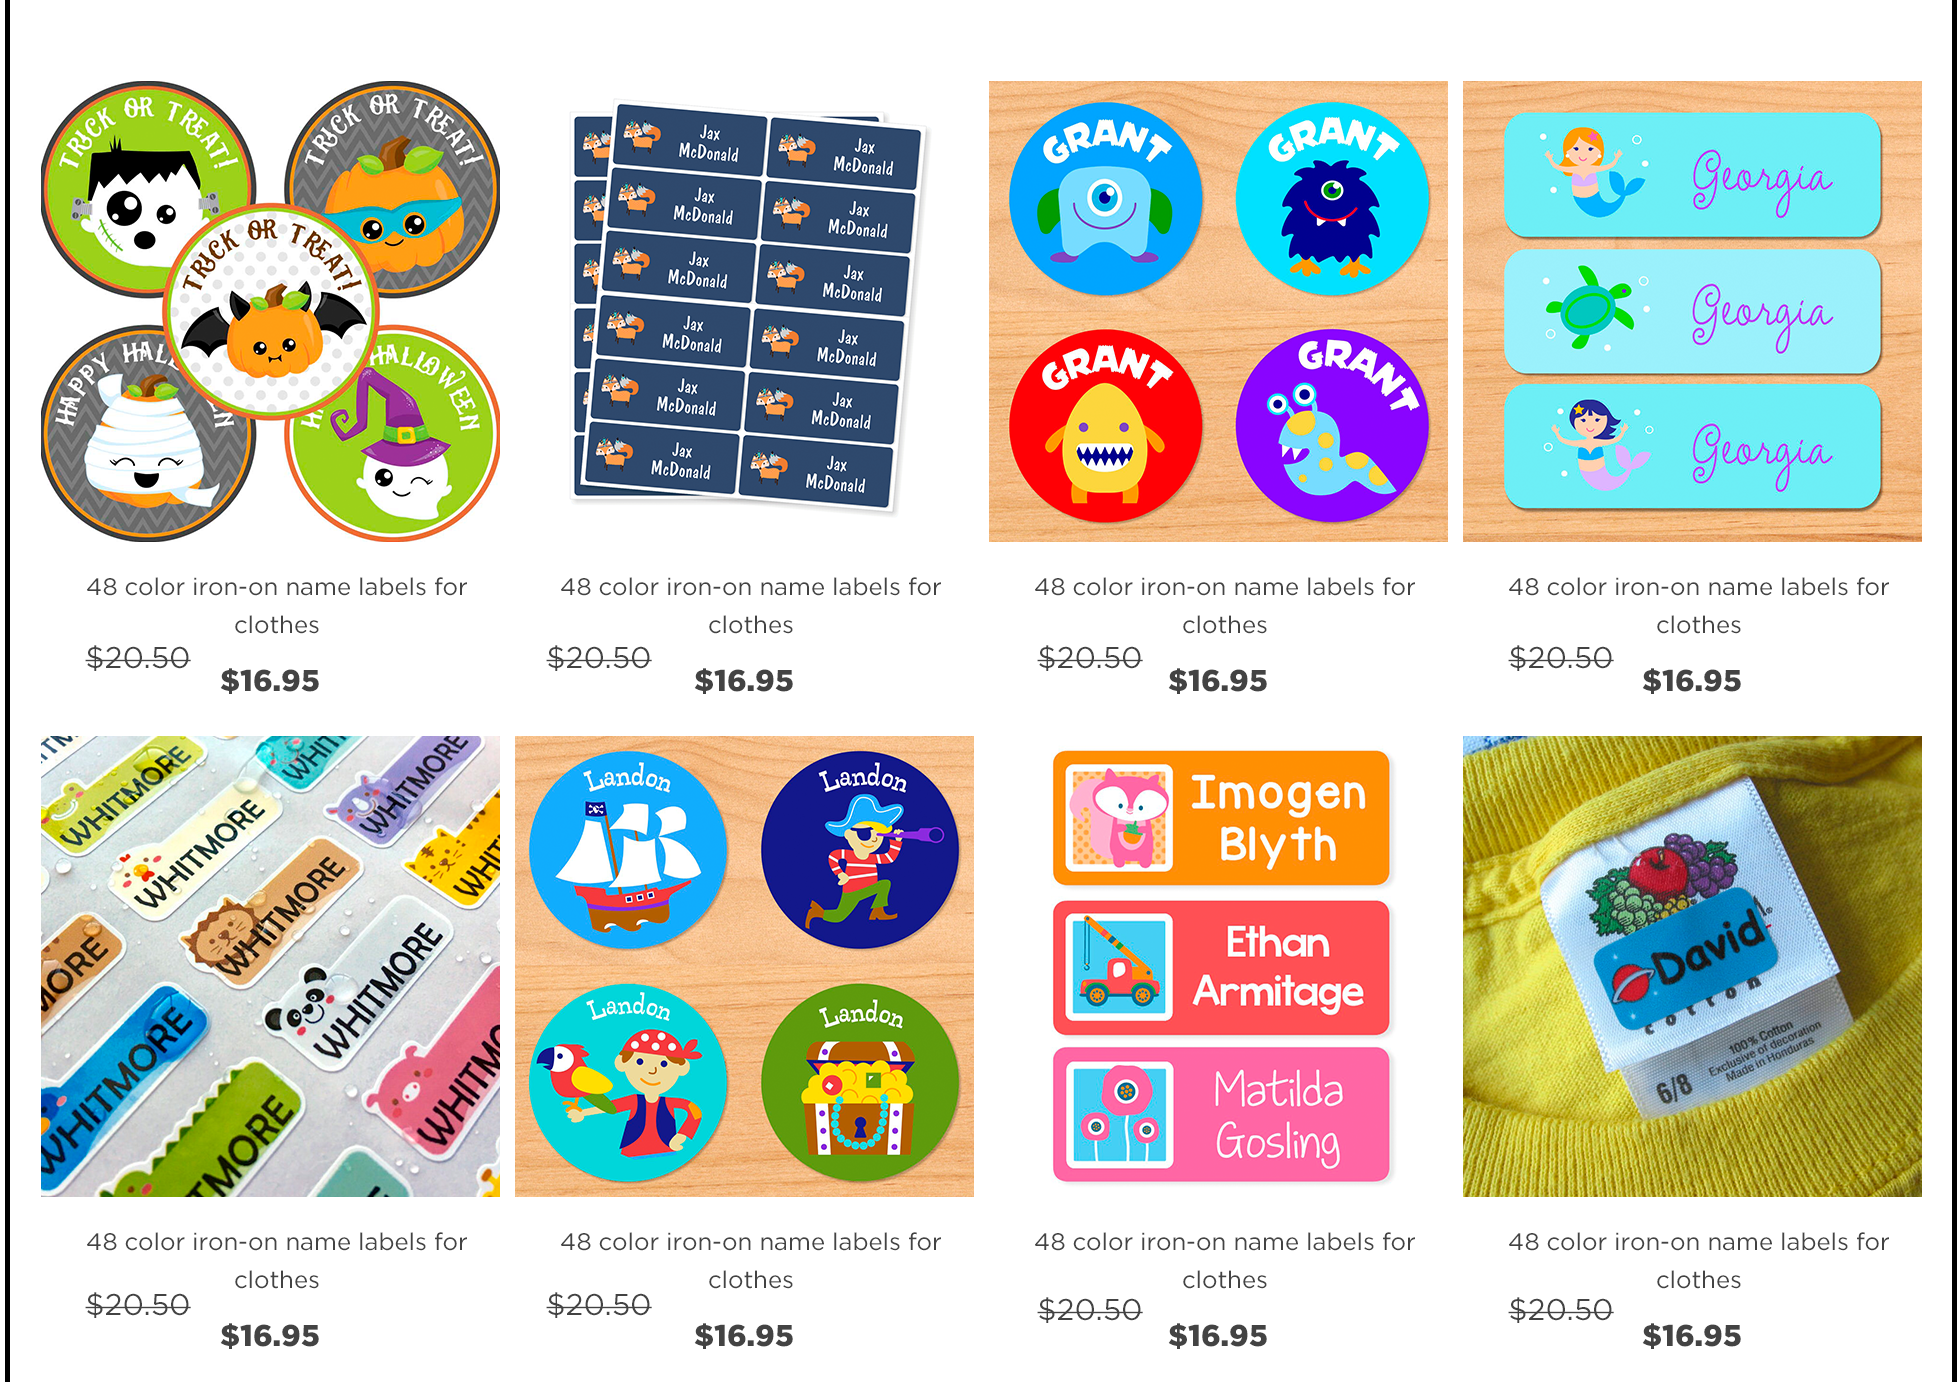 TRICK OR TREAT!
TRICK OR TREAT!
TRICK OR TREAT!
HAPPY
HALLOWEEN
Jax
McDonald
Jax
McDonald
Jax
McDonald
Jax
McDonald
Jax
McDonald
Jax
McDonald
Jax
McDonald
Jax
McDonald
Jax
McDonald
Jax
McDonald
Jax
McDonald
Jax
McDonald
GRANT
GRANT
GRANT
GRANT
Georgia
Georgia
Georgia
48 color iron-on name labels for
clothes
$20.50
$16.95
48 color iron-on name labels for
clothes
$20.50
$16.95
48 color iron-on name labels for
clothes
$20.50
$16.95
48 color iron-on name labels for
clothes
$20.50
$16.95
WHITMORE
WHITMORE
WHITMORE
WHITMORE
WHITMORE
WHITMORE
Landon
Landon
Landon
Landon
Imogen
Blyth
Ethan
Armitage
Matilda
Gosling
David
cotton
100% Cotton
Exclusive of decoration
Made in Honduras
6/8
48 color iron-on name labels for
clothes
$20.50
$16.95
48 color iron-on name labels for
clothes
$20.50
$16.95
48 color iron-on name labels for
clothes
$20.50
$16.95
48 color iron-on name labels for
clothes
$20.50
$16.95